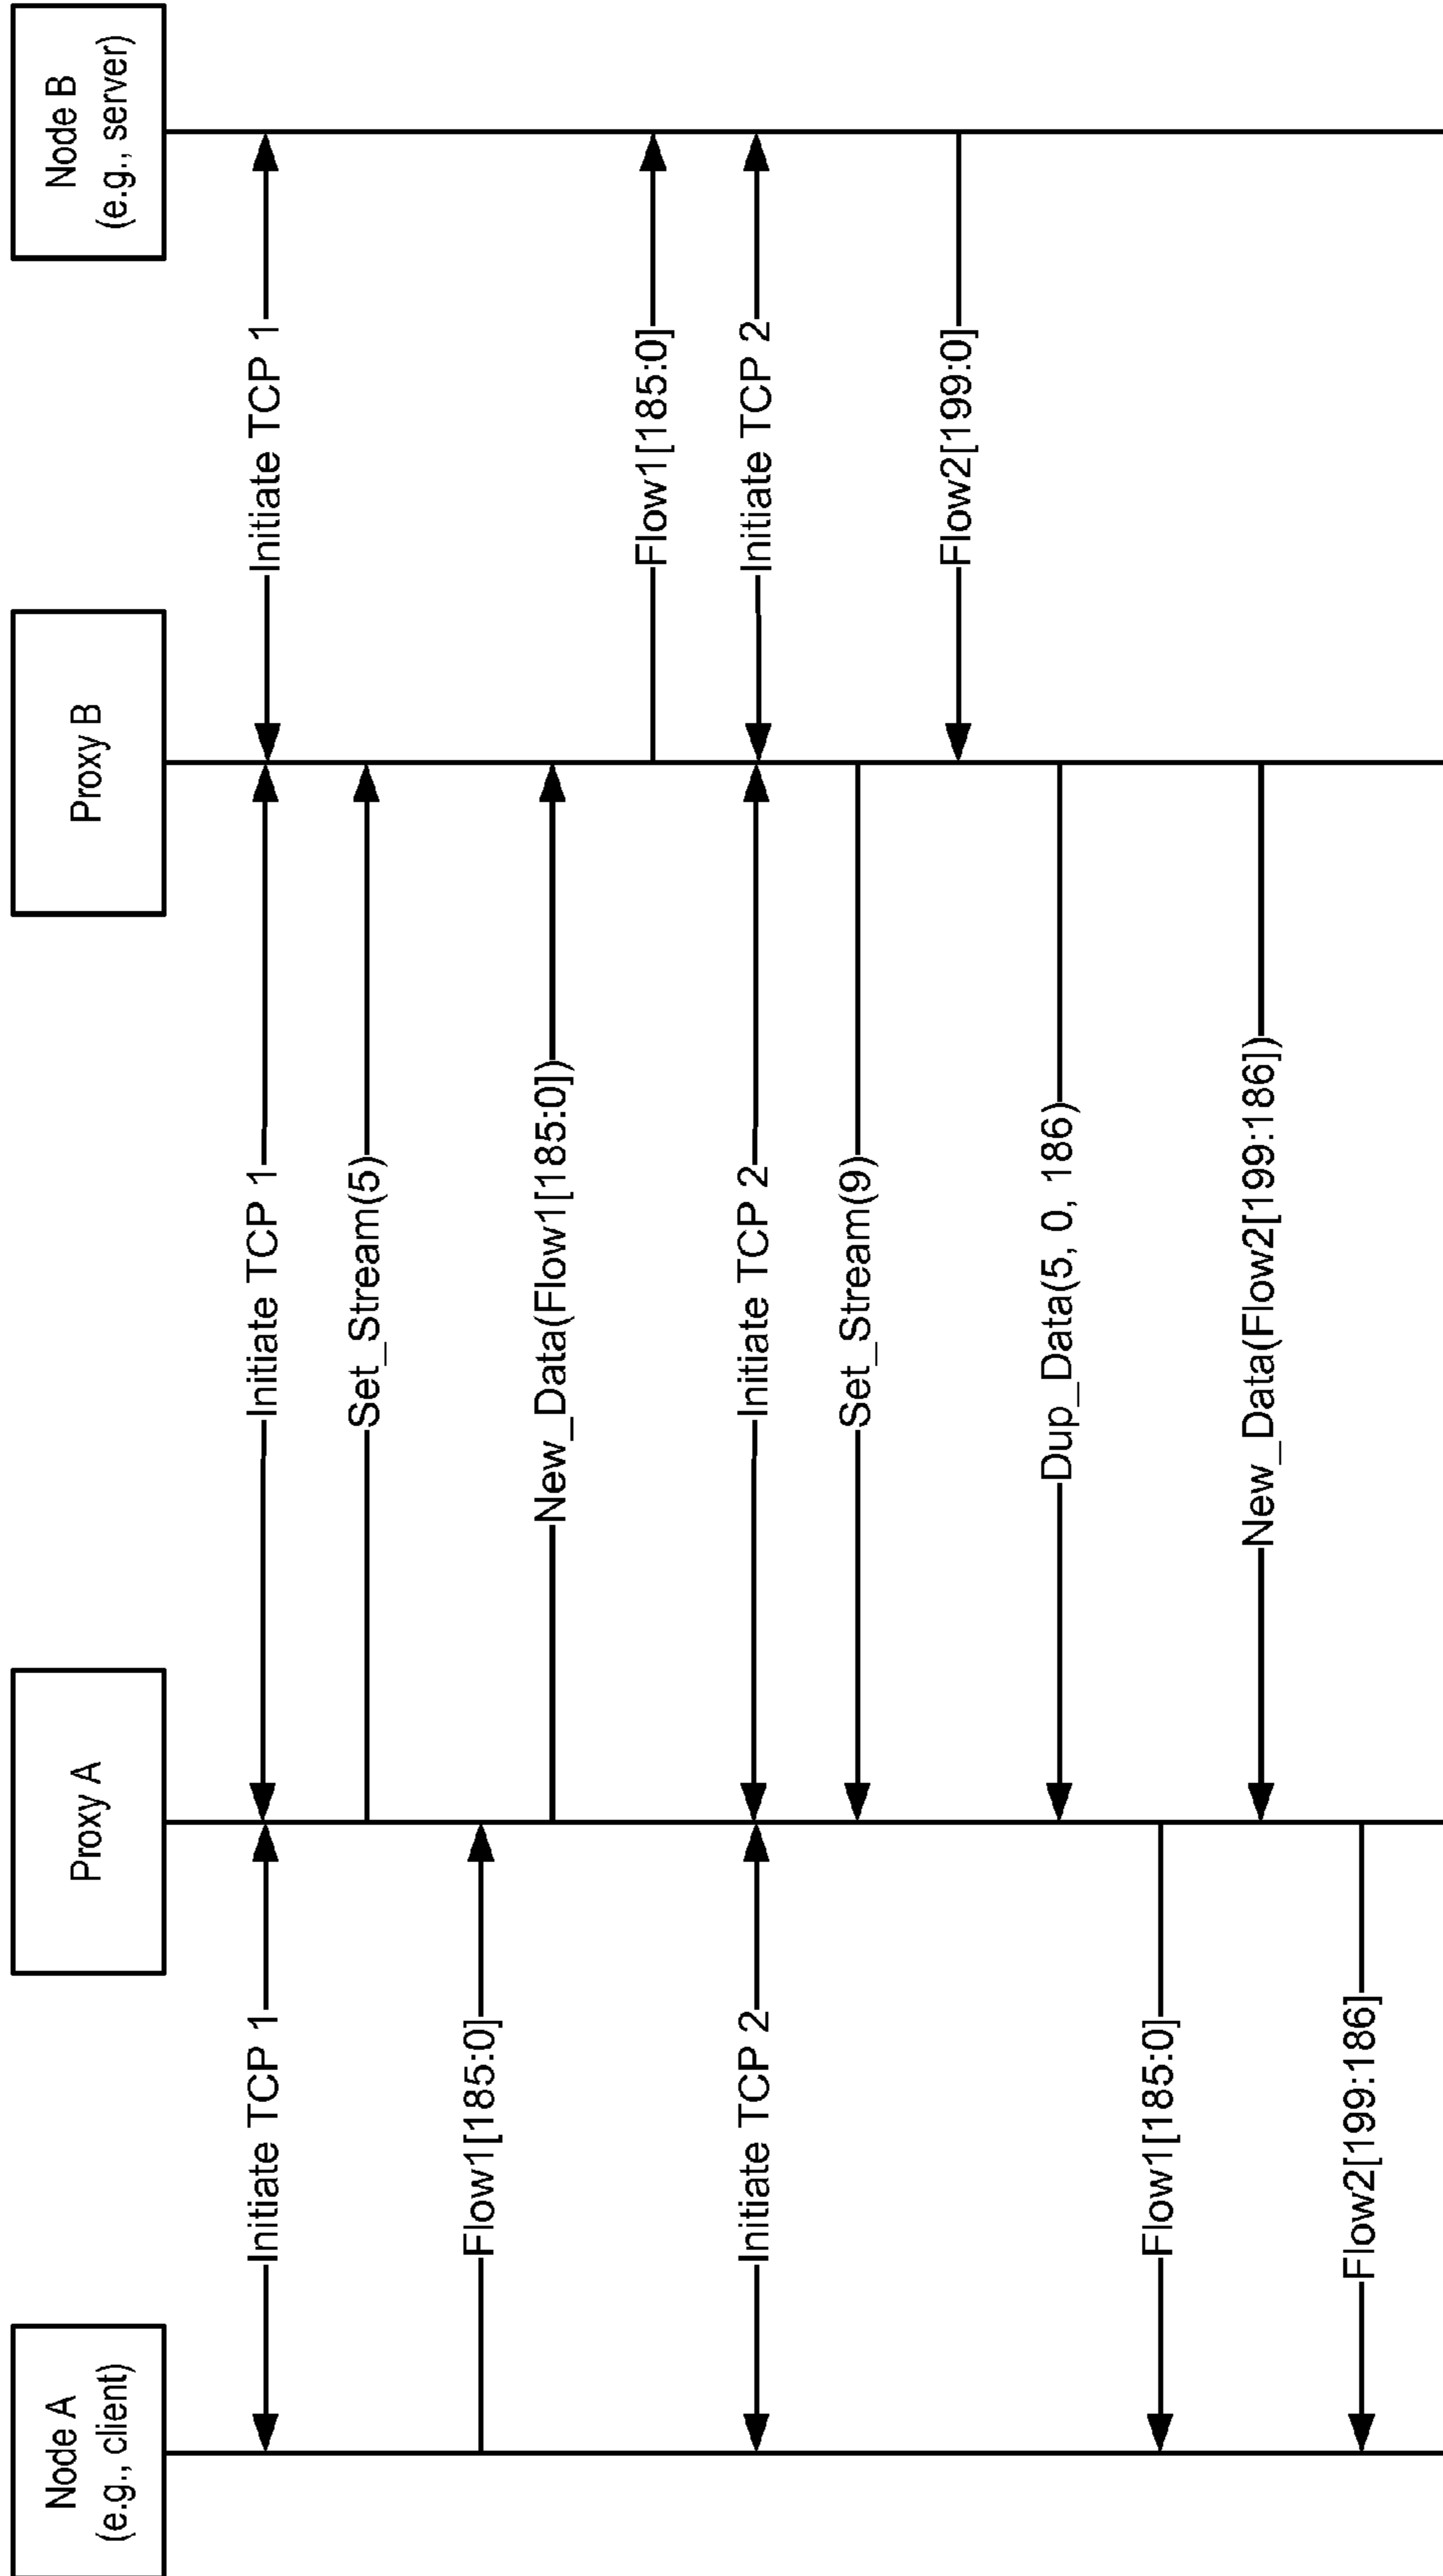 Node A
(e.g., client)
Proxy A
Proxy B
Node B
(e.g., server)
Initiate TCP 1
Initiate TCP 1
Initiate TCP 1
Set_Stream(5)
Flow1[185:0]
New_Data(Flow1[185:0])
Flow1[185:0]
Initiate TCP 2
Initiate TCP 2
Initiate TCP 2
Set_Stream(9)
Flow2[199:0]
Dup_Data(5, 0, 186)
Flow1[185:0]
New_Data(Flow2[199:186])
Flow2[199:186]